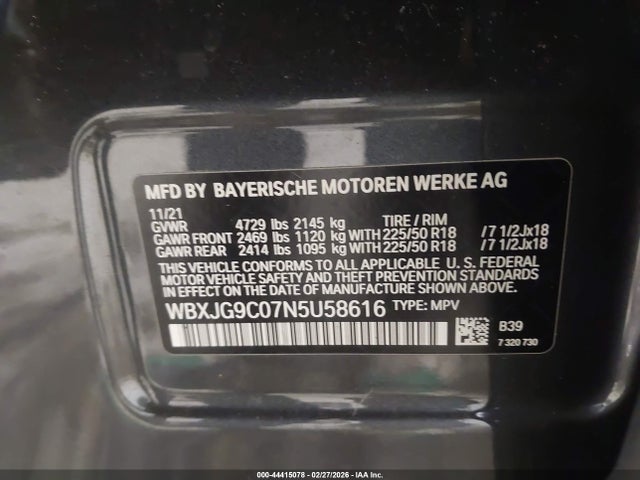 MFD BY BAYERISCHE MOTOREN WERKE AG
11/21
GVWR 4729 lbs 2145 kg TIRE / RIM
GAWR FRONT 2469 lbs 1120 kg WITH 225/50 R18 /7 1/2Jx18
GAWR REAR 2414 lbs 1095 kg WITH 225/50 R18 /7 1/2Jx18
THIS VEHICLE CONFORMS TO ALL APPLICABLE U. S. FEDERAL
MOTOR VEHICLE SAFETY AND THEFT PREVENTION STANDARDS
IN EFFECT ON THE DATE OF MANUFACTURE SHOWN ABOVE.
WBXJG9C07N5U58616 TYPE: MPV
B39
7 320 730
000-44415078 - 02/27/2026 - IAA Inc.